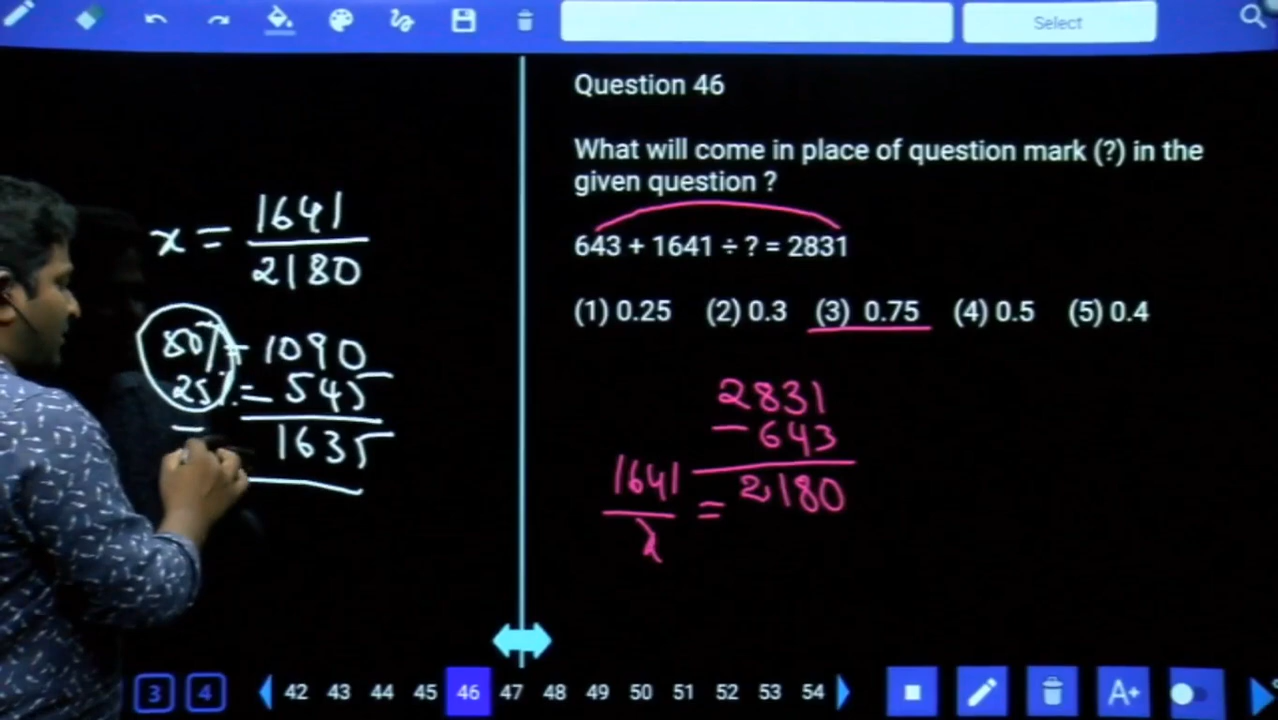 Select
Question 46
What will come in place of question mark (?) in the
given question ?
643 + 1641 ÷ ? = 2831
(1) 0.25 (2) 0.3 (3) 0.75 (4) 0.5 (5) 0.4
x = 1641
2180
50% = 1090
25% = 545
1635
2831
- 643
1641 = 2180
x
3 4 42 43 44 45 46 47 48 49 50 51 52 53 54 A+